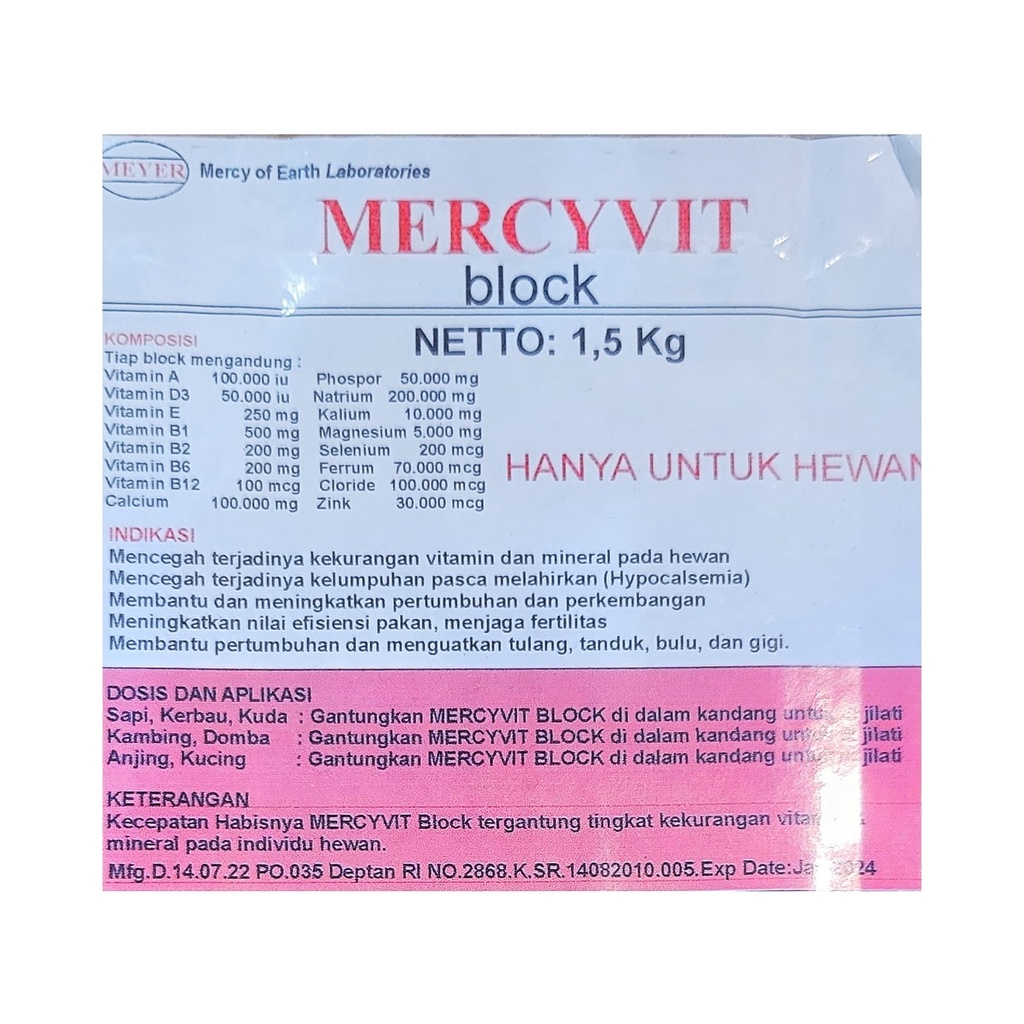 MEYER Mercy of Earth Laboratories
MERCYVIT
block
NETTO: 1,5 Kg
KOMPOSISI
Tiap block mengandung :
Vitamin A 100.000 iu Phospor 50.000 mg
Vitamin D3 50.000 iu Natrium 200.000 mg
Vitamin E 250 mg Kalium 10.000 mg
Vitamin B1 500 mg Magnesium 5.000 mg
Vitamin B2 200 mg Selenium 200 mcg
Vitamin B6 200 mg Ferrum 70.000 mcg
Vitamin B12 100 mcg Cloride 100.000 mcg
Calcium 100.000 mg Zink 30.000 mcg
HANYA UNTUK HEWAN
INDIKASI
Mencegah terjadinya kekurangan vitamin dan mineral pada hewan
Mencegah terjadinya kelumpuhan pasca melahirkan (Hypocalsemia)
Membantu dan meningkatkan pertumbuhan dan perkembangan
Meningkatkan nilai efisiensi pakan, menjaga fertilitas
Membantu pertumbuhan dan menguatkan tulang, tanduk, bulu, dan gigi.
DOSIS DAN APLIKASI
Sapi, Kerbau, Kuda : Gantungkan MERCYVIT BLOCK di dalam kandang jilati
Kambing, Domba : Gantungkan MERCYVIT BLOCK di dalam kandang jilati
Anjing, Kucing : Gantungkan MERCYVIT BLOCK di dalam kandang jilati
KETERANGAN
Kecepatan Habisnya MERCYVIT Block tergantung tingkat kekurangan
mineral pada individu hewan.
Mfg.D.14.07.22 PO.035 Deptan RI NO.2868.K.SR.14082010.005.Exp Date: